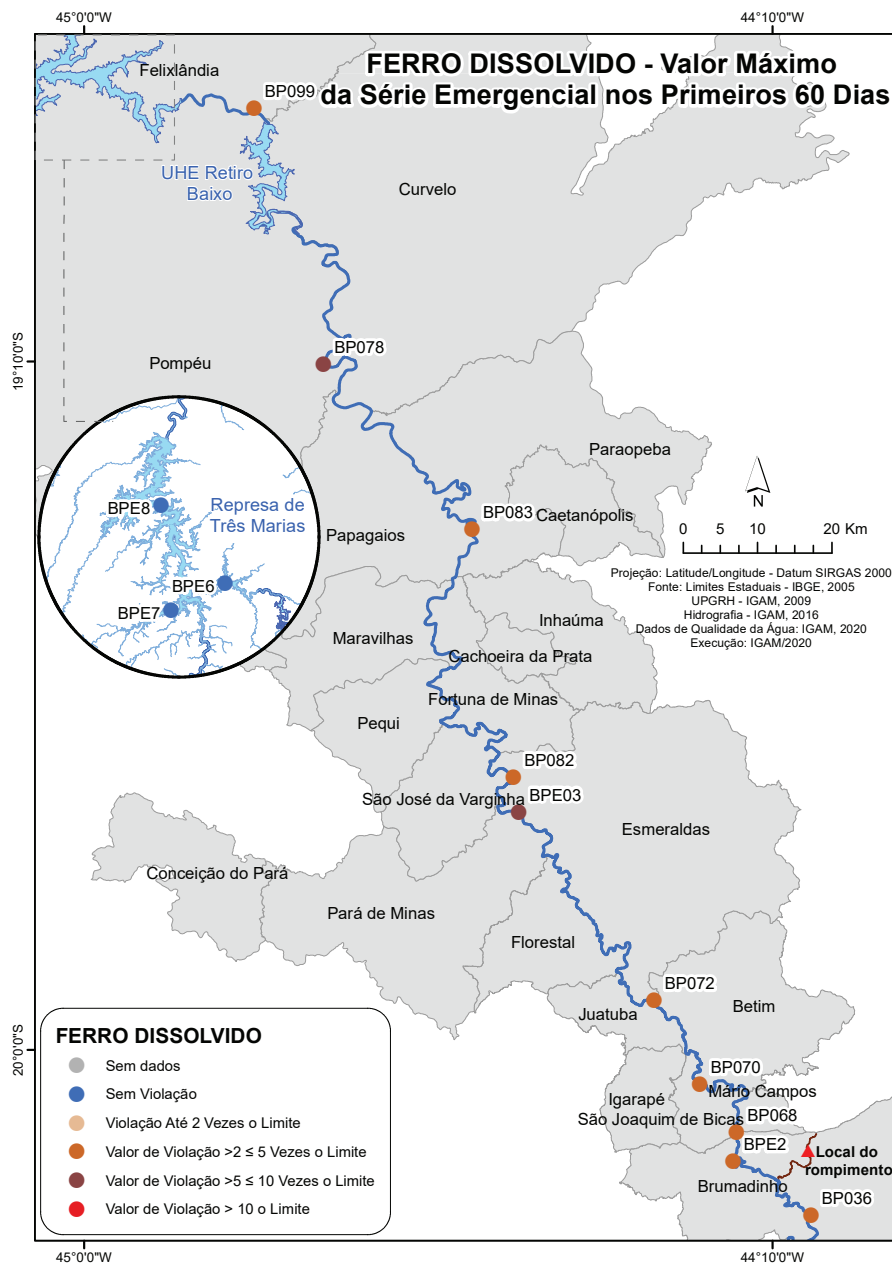 45°0'0"W
44°10'0"W
FERRO DISSOLVIDO - Valor Máximo
da Série Emergencial nos Primeiros 60 Dias
Felixlândia
BP099
UHE Retiro
Baixo
Curvelo
19°10'0"S
BP078
Pompéu
Paraopeba
N
BPE8
Represa de
Três Marias
BP083
Caetanópolis
Papagaios
0 5 10 20 Km
Projeção: Latitude/Longitude - Datum SIRGAS 2000
Fonte: Limites Estaduais - IBGE, 2005
UPGRH - IGAM, 2009
Hidrografia - IGAM, 2016
Dados de Qualidade da Água: IGAM, 2020
Execução: IGAM/2020
BPE6
BPE7
Inhaúma
Maravilhas
Cachoeira da Prata
Fortuna de Minas
Pequi
BP082
São José da Varginha
BPE03
Esmeraldas
Conceição do Pará
Pará de Minas
Florestal
BP072
Juatuba
Betim
20°0'0"S
BP070
Mário Campos
Igarapé
São Joaquim de Bicas
BP068
BPE2
Local do
rompimento
Brumadinho
BP036
FERRO DISSOLVIDO
Sem dados
Sem Violação
Violação Até 2 Vezes o Limite
Valor de Violação >2 ≤ 5 Vezes o Limite
Valor de Violação >5 ≤ 10 Vezes o Limite
Valor de Violação > 10 o Limite
45°0'0"W
44°10'0"W